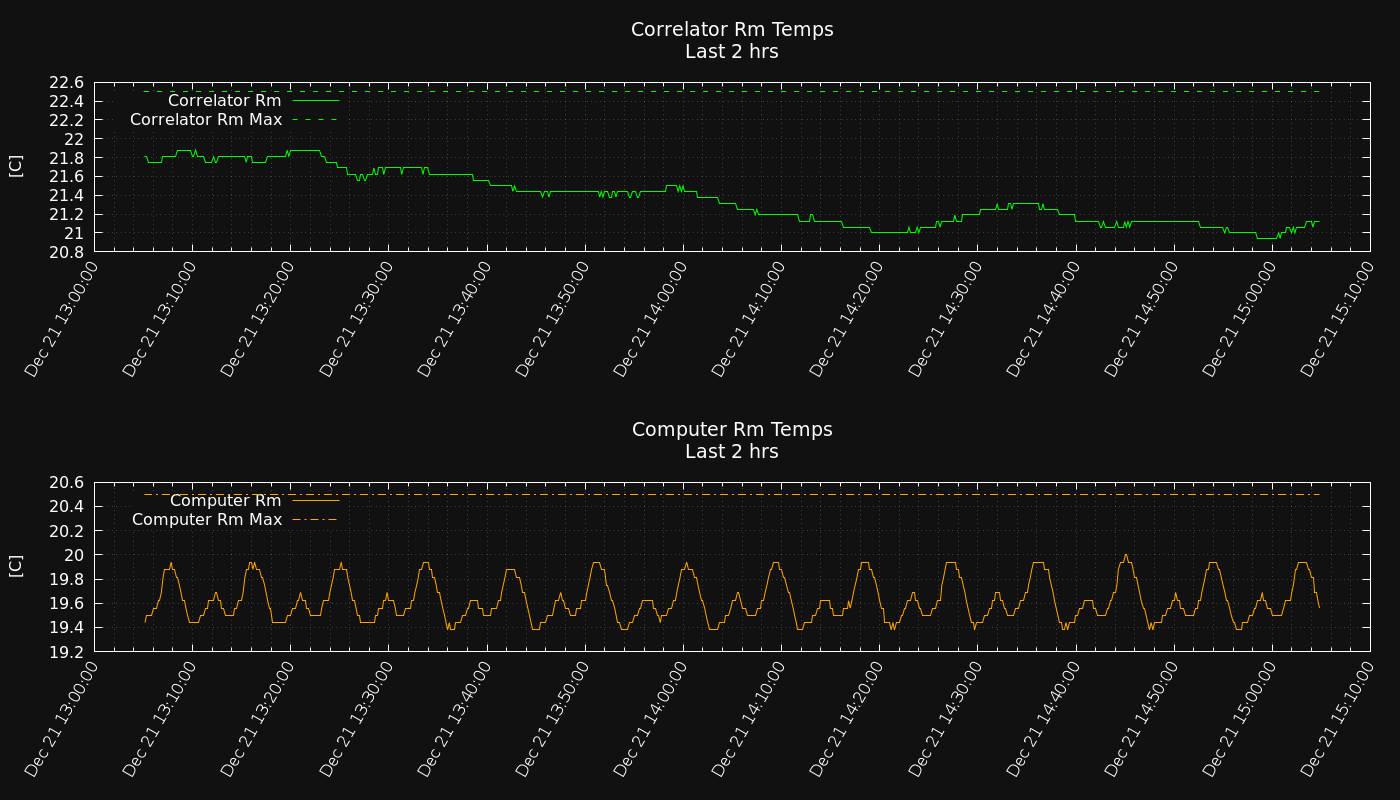 Correlator Rm Temps
Last 2 hrs
[C]
22.6
22.4
22.2
22
21.8
21.6
21.4
21.2
21
20.8
Correlator Rm
Correlator Rm Max
Dec 21 13:00:00
Dec 21 13:10:00
Dec 21 13:20:00
Dec 21 13:30:00
Dec 21 13:40:00
Dec 21 13:50:00
Dec 21 14:00:00
Dec 21 14:10:00
Dec 21 14:20:00
Dec 21 14:30:00
Dec 21 14:40:00
Dec 21 14:50:00
Dec 21 15:00:00
Dec 21 15:10:00
Computer Rm Temps
Last 2 hrs
[C]
20.6
20.4
20.2
20
19.8
19.6
19.4
19.2
Computer Rm
Computer Rm Max
Dec 21 13:00:00
Dec 21 13:10:00
Dec 21 13:20:00
Dec 21 13:30:00
Dec 21 13:40:00
Dec 21 13:50:00
Dec 21 14:00:00
Dec 21 14:10:00
Dec 21 14:20:00
Dec 21 14:30:00
Dec 21 14:40:00
Dec 21 14:50:00
Dec 21 15:00:00
Dec 21 15:10:00